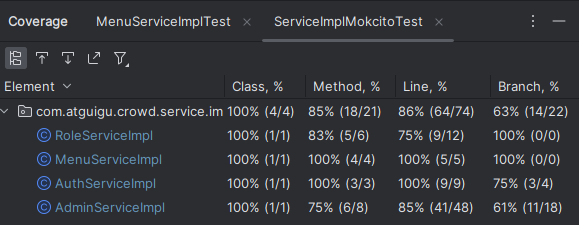 Coverage MenuServiceImplTest ServiceImplMokcitoTest
Element Class, % Method, % Line, % Branch, %
com.atguigu.crowd.service.im 100% (4/4) 85% (18/21) 86% (64/74) 63% (14/22)
RoleServiceImpl 100% (1/1) 83% (5/6) 75% (9/12) 100% (0/0)
MenuServiceImpl 100% (1/1) 100% (4/4) 100% (5/5) 100% (0/0)
AuthServiceImpl 100% (1/1) 100% (3/3) 100% (9/9) 75% (3/4)
AdminServiceImpl 100% (1/1) 75% (6/8) 85% (41/48) 61% (11/18)